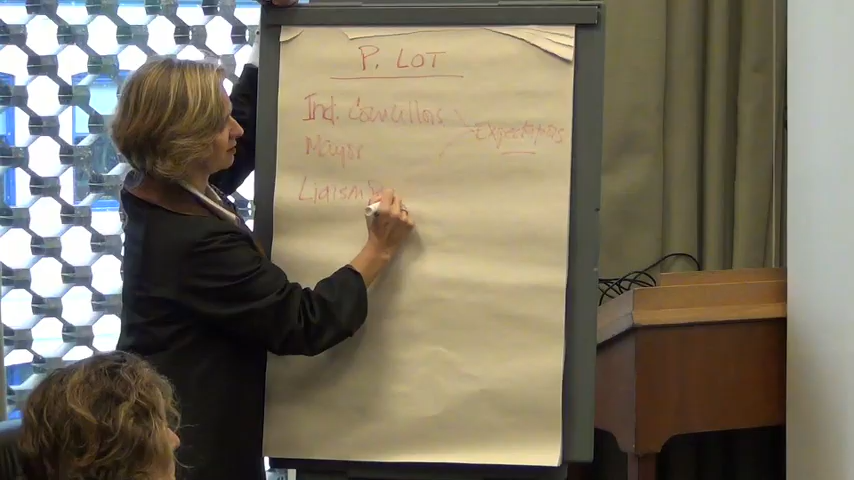 P. LOT
Ind. Councillors
Expectations
Mayor
Liaison